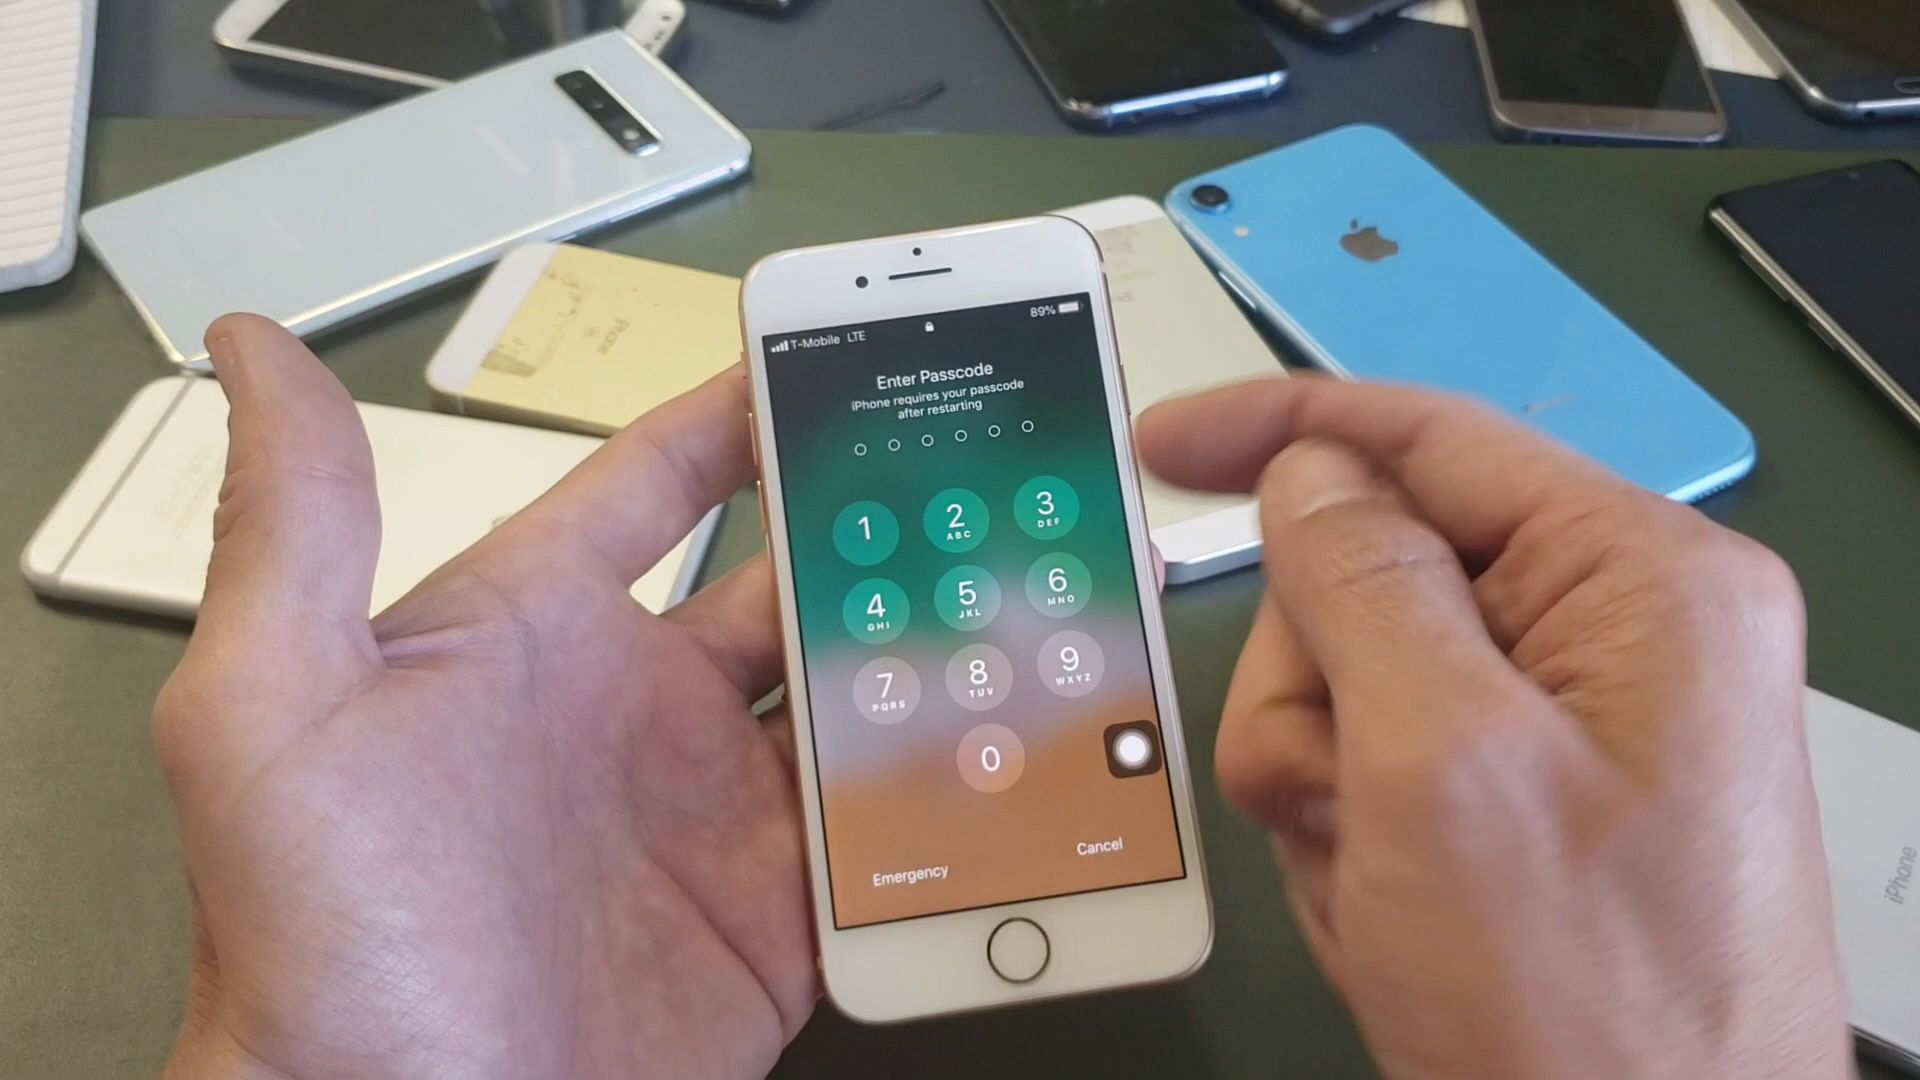 T-Mobile LTE
89%
Enter Passcode
iPhone requires your passcode
after restarting
1
2
ABC
3
DEF
4
GHI
5
JKL
6
MNO
7
PQRS
8
TUV
9
WXYZ
0
Emergency
Cancel
iPhone
iPhone